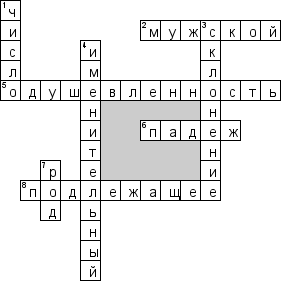 1 число
2 мужской
3 склонение
4 именительный
5 одушевленность
6 падеж
7 род
8 подлежащее